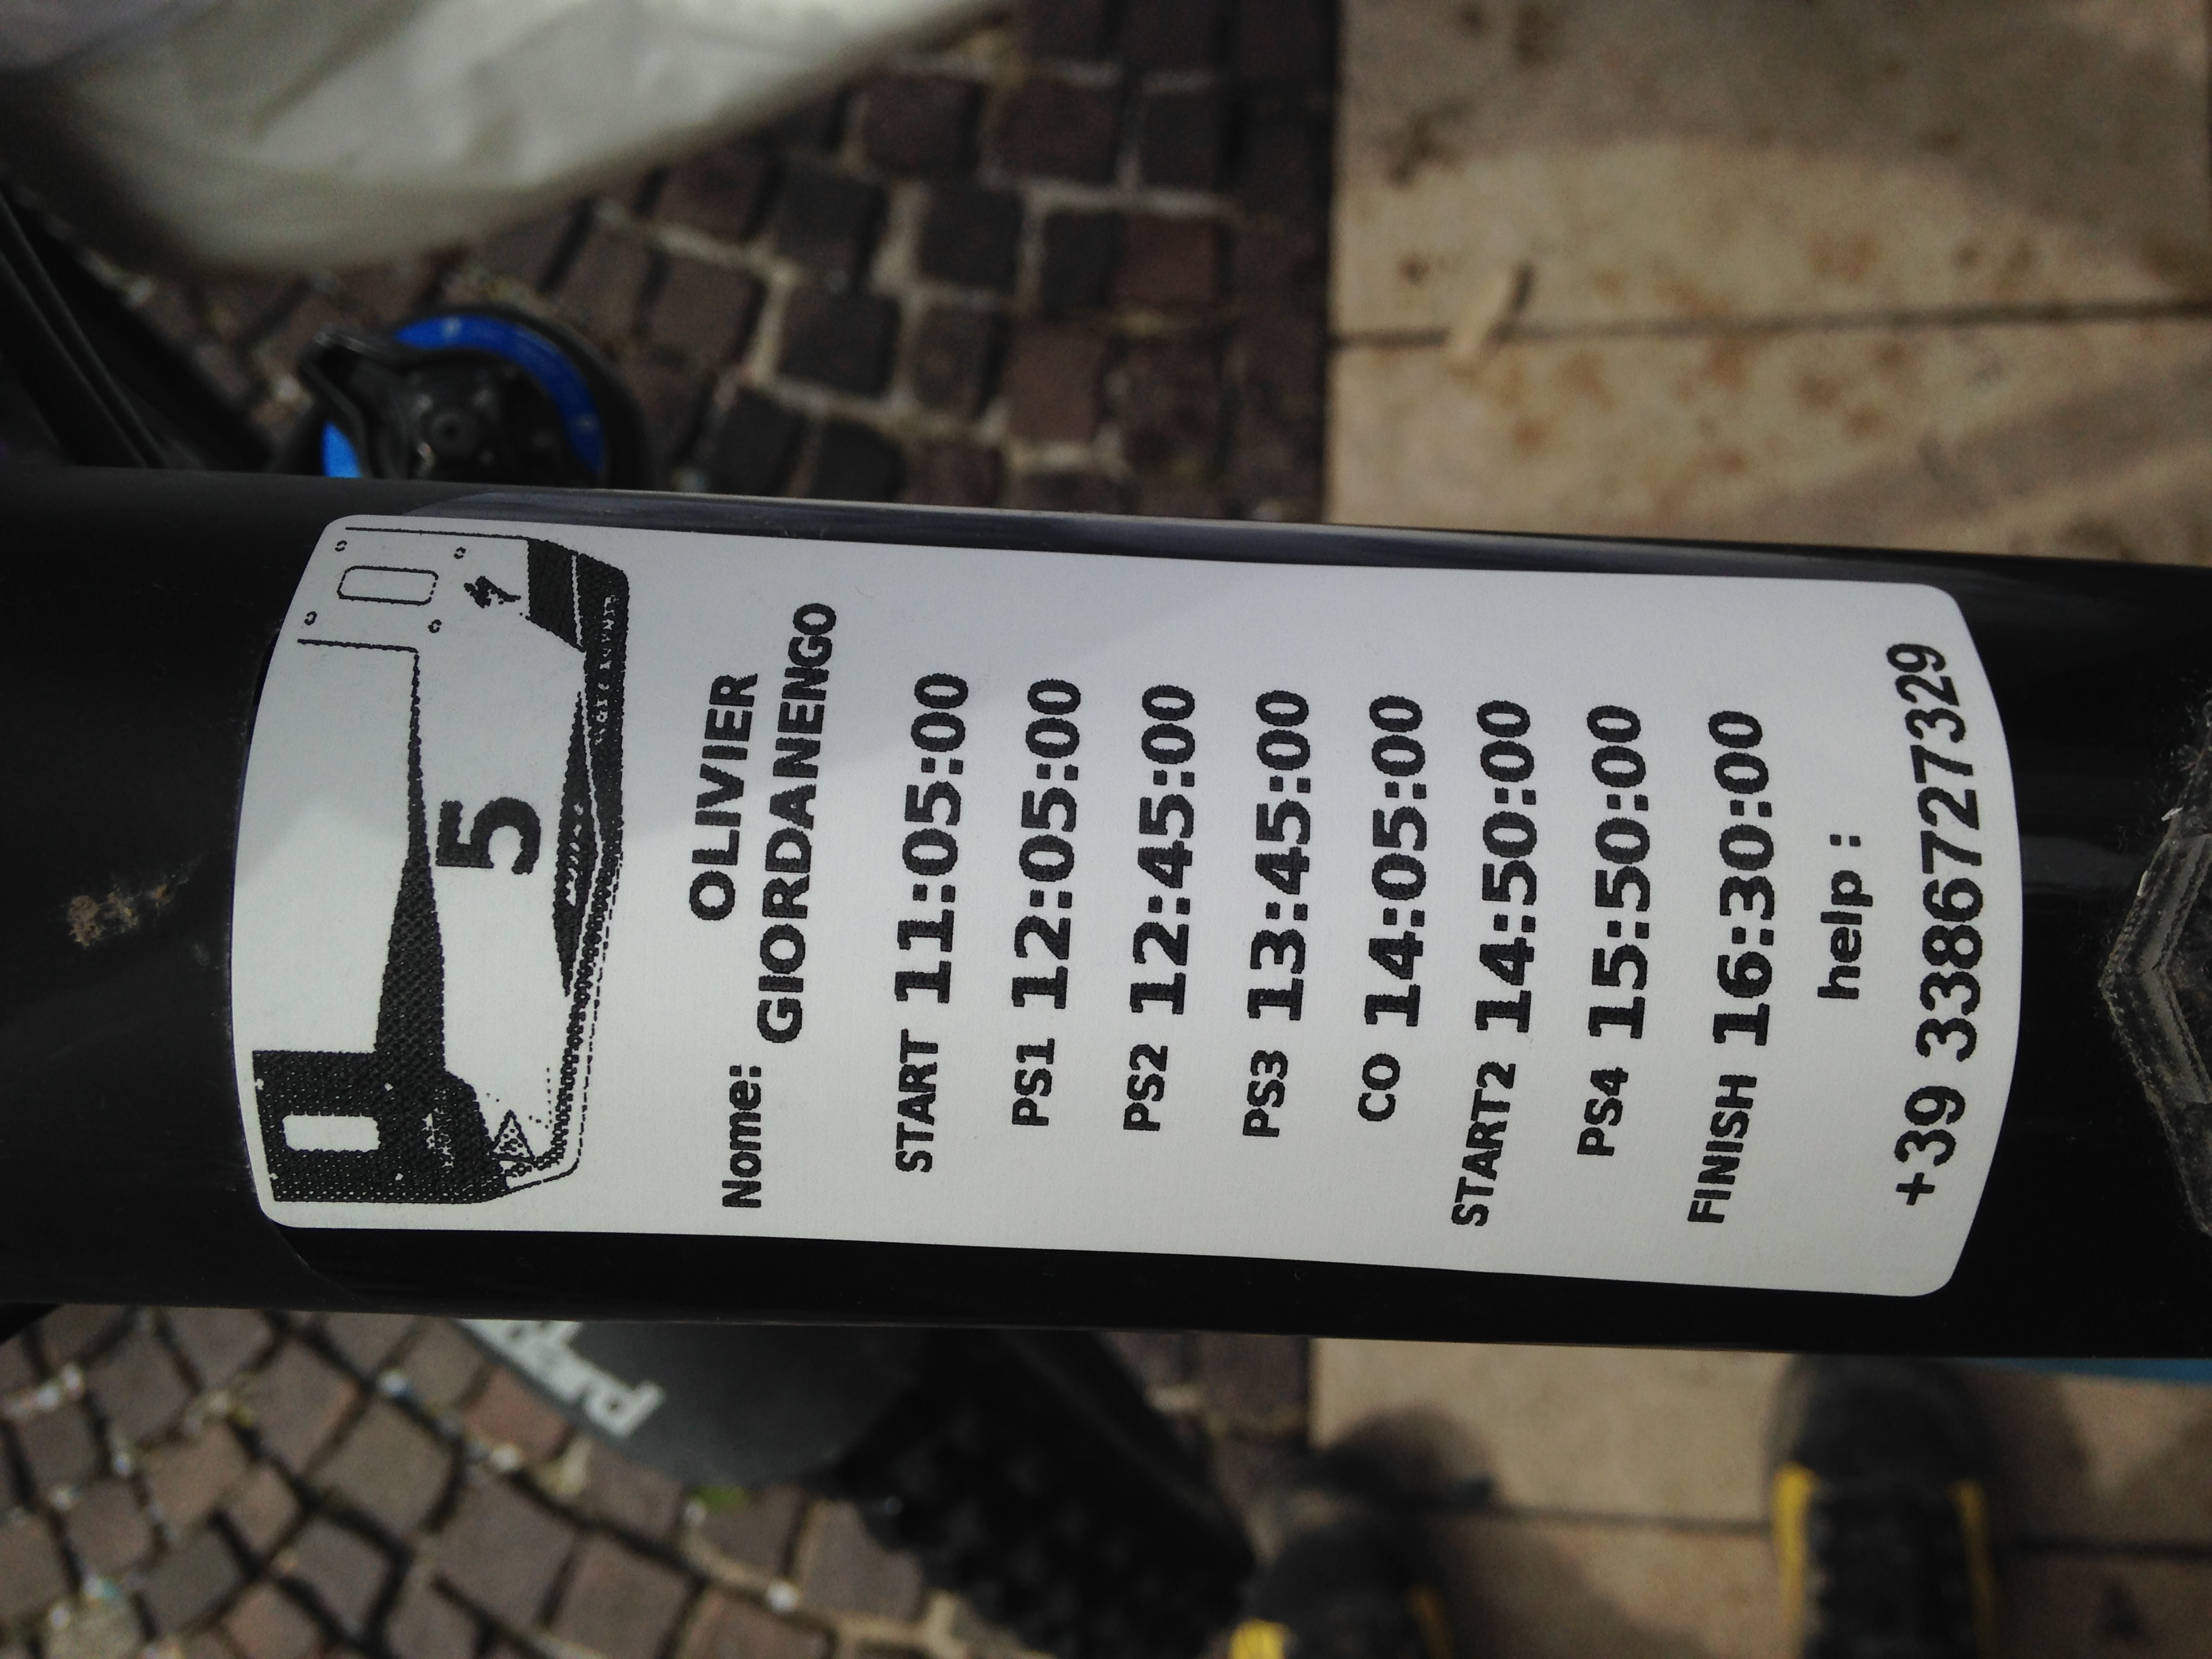 5
Nome: OLIVIER
GIORDANENGO
START 11:05:00
PS1 12:05:00
PS2 12:45:00
PS3 13:45:00
CO 14:05:00
START2 14:50:00
PS4 15:50:00
FINISH 16:30:00
help :
+39 3386727329